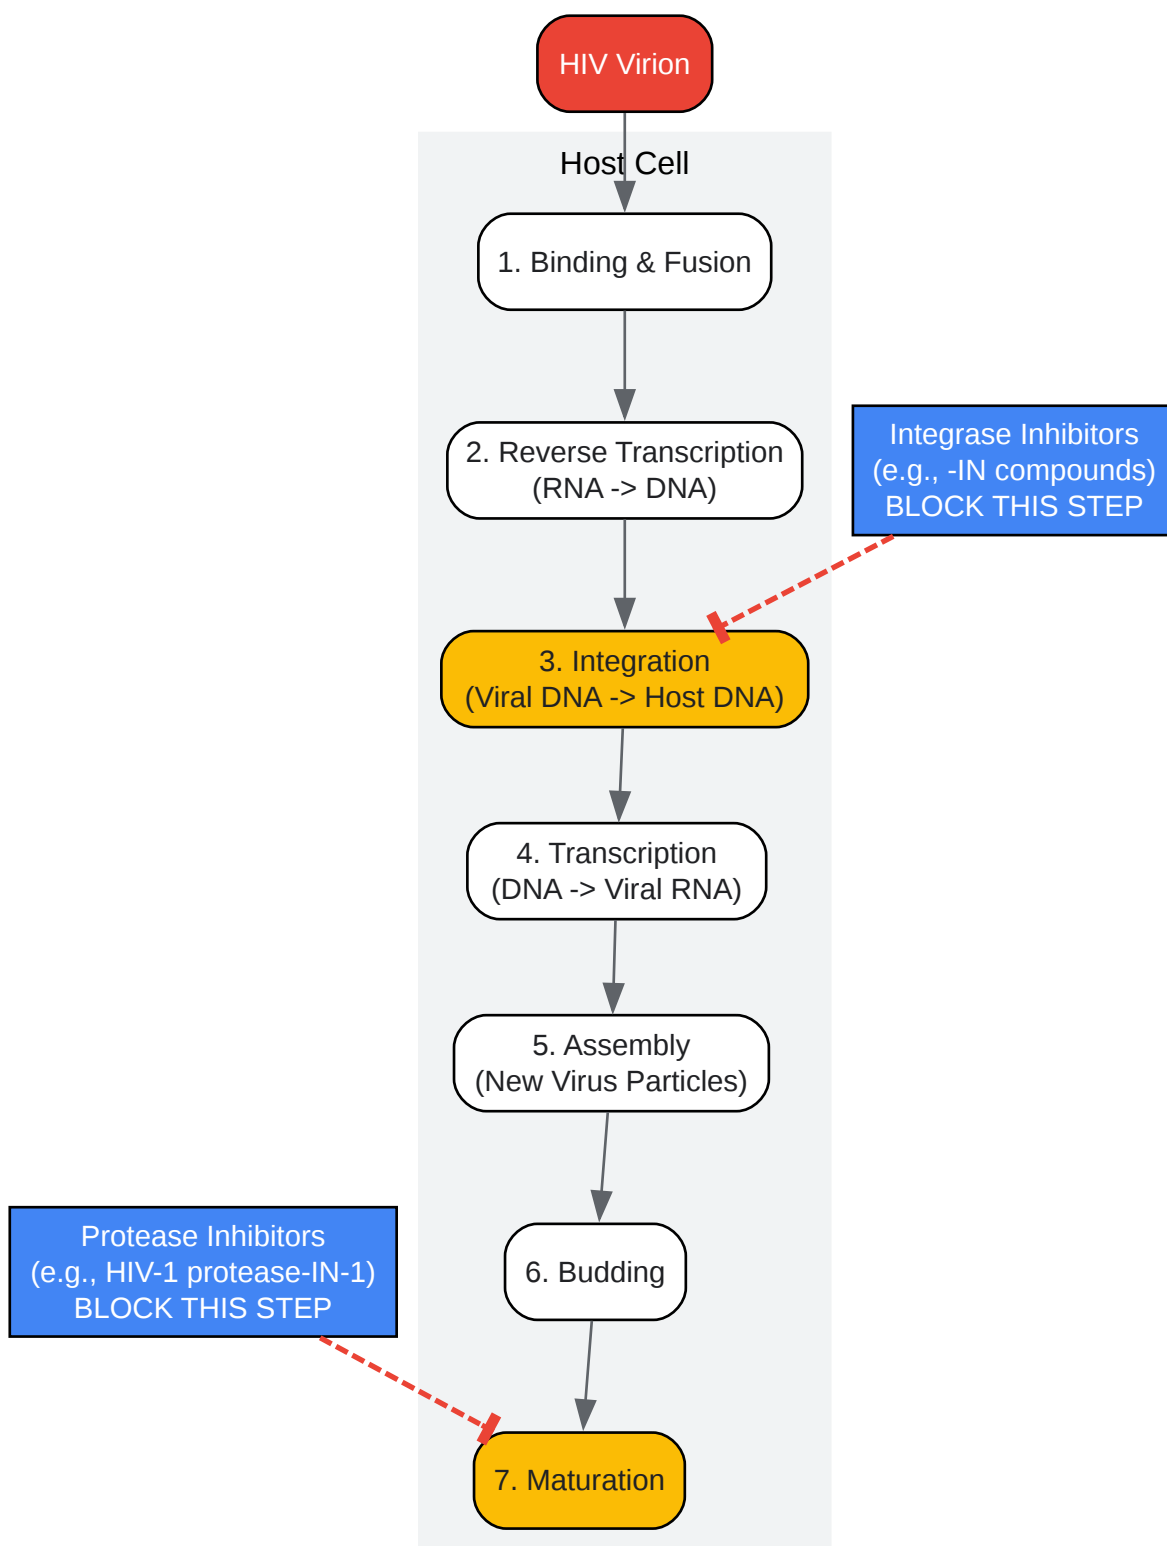 HIV Virion
Host Cell
1. Binding & Fusion
2. Reverse Transcription
(RNA -> DNA)
Integrase Inhibitors
(e.g., -IN compounds)
BLOCK THIS STEP
3. Integration
(Viral DNA -> Host DNA)
4. Transcription
(DNA -> Viral RNA)
5. Assembly
(New Virus Particles)
Protease Inhibitors
(e.g., HIV-1 protease-IN-1)
BLOCK THIS STEP
6. Budding
7. Maturation